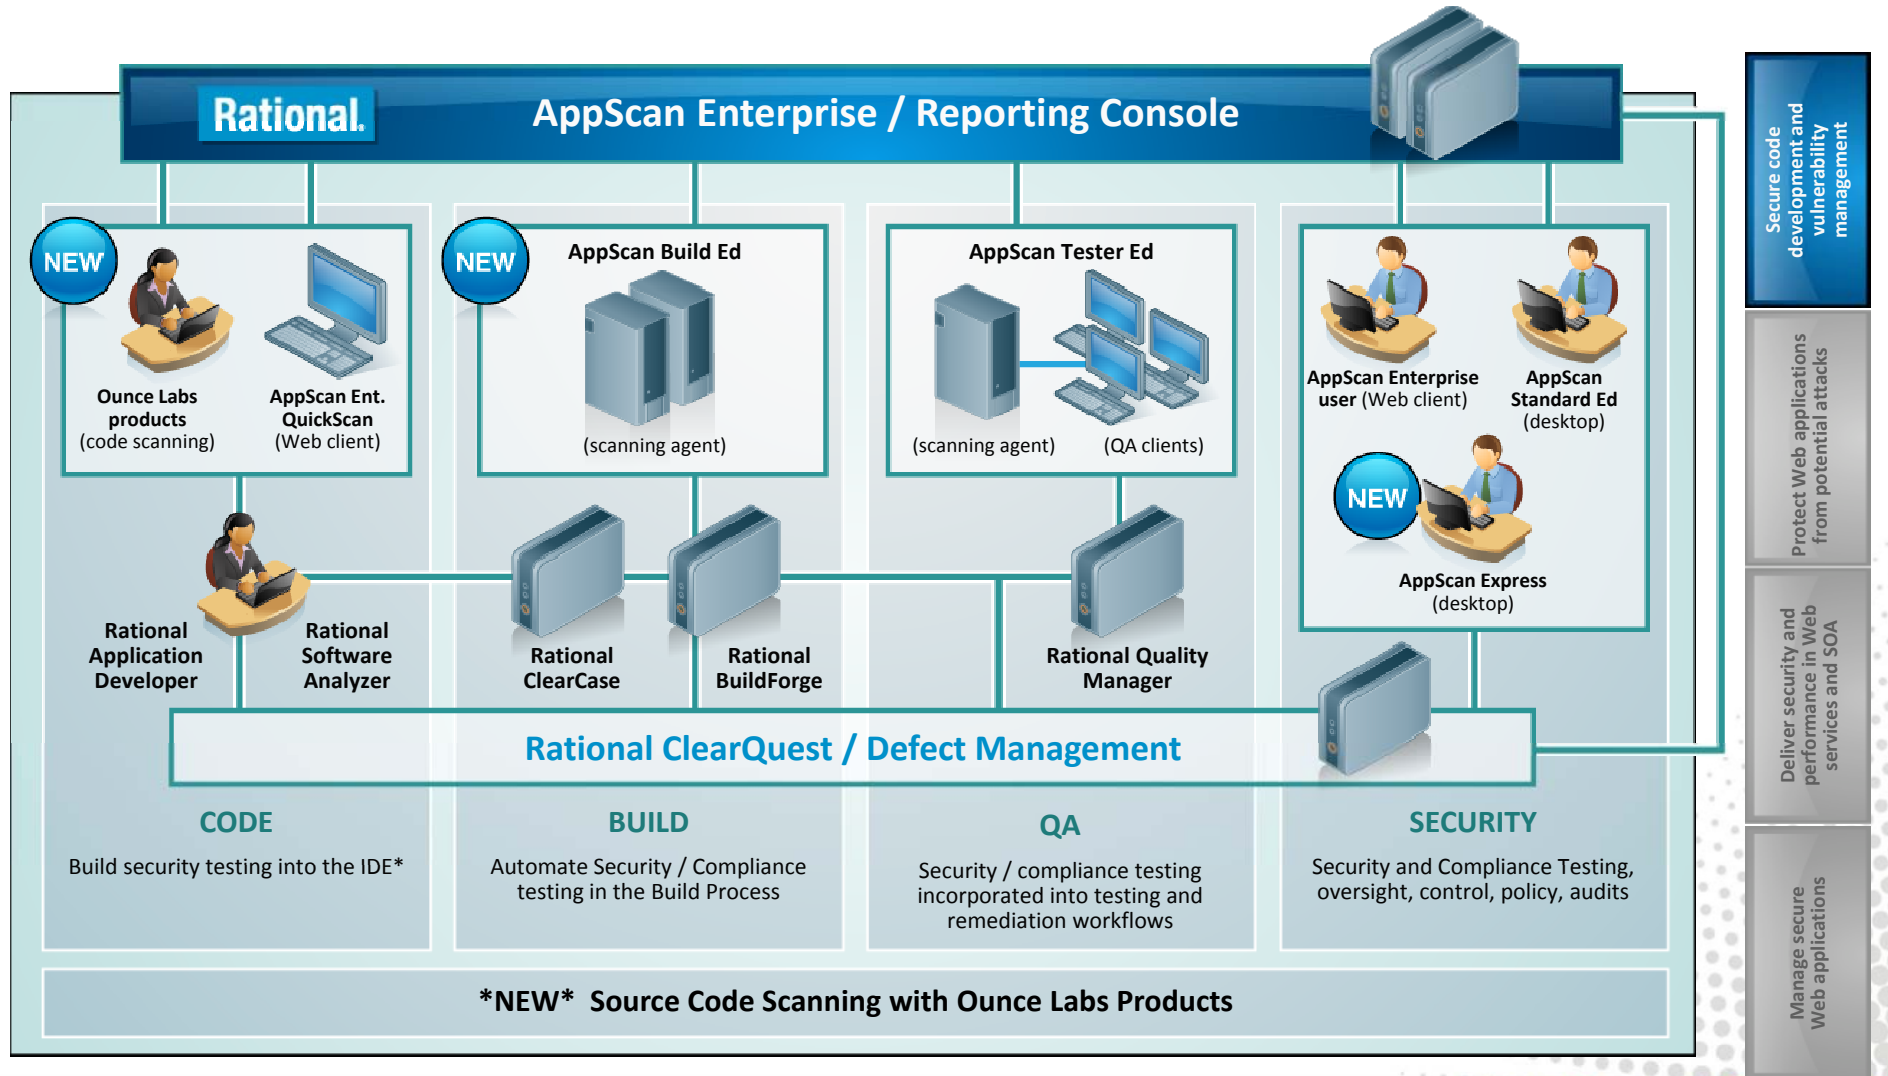 Rational.
AppScan Enterprise / Reporting Console
NEW
Ounce Labs
products
(code scanning)
AppScan Ent.
QuickScan
(Web client)
NEW
AppScan Build Ed
(scanning agent)
AppScan Tester Ed
(scanning agent)
(QA clients)
AppScan Enterprise
user (Web client)
AppScan
Standard Ed
(desktop)
NEW
AppScan Express
(desktop)
Rational
Application
Developer
Rational
Software
Analyzer
Rational
ClearCase
Rational
BuildForge
Rational Quality
Manager
Rational ClearQuest / Defect Management
CODE
Build security testing into the IDE*
BUILD
Automate Security / Compliance
testing in the Build Process
QA
Security / compliance testing
incorporated into testing and
remediation workflows
SECURITY
Security and Compliance Testing,
oversight, control, policy, audits
*NEW* Source Code Scanning with Ounce Labs Products
Secure code
development and
vulnerability
management
Protect Web applications
from potential attacks
Deliver security and
performance in Web
services and SOA
Manage secure
Web applications